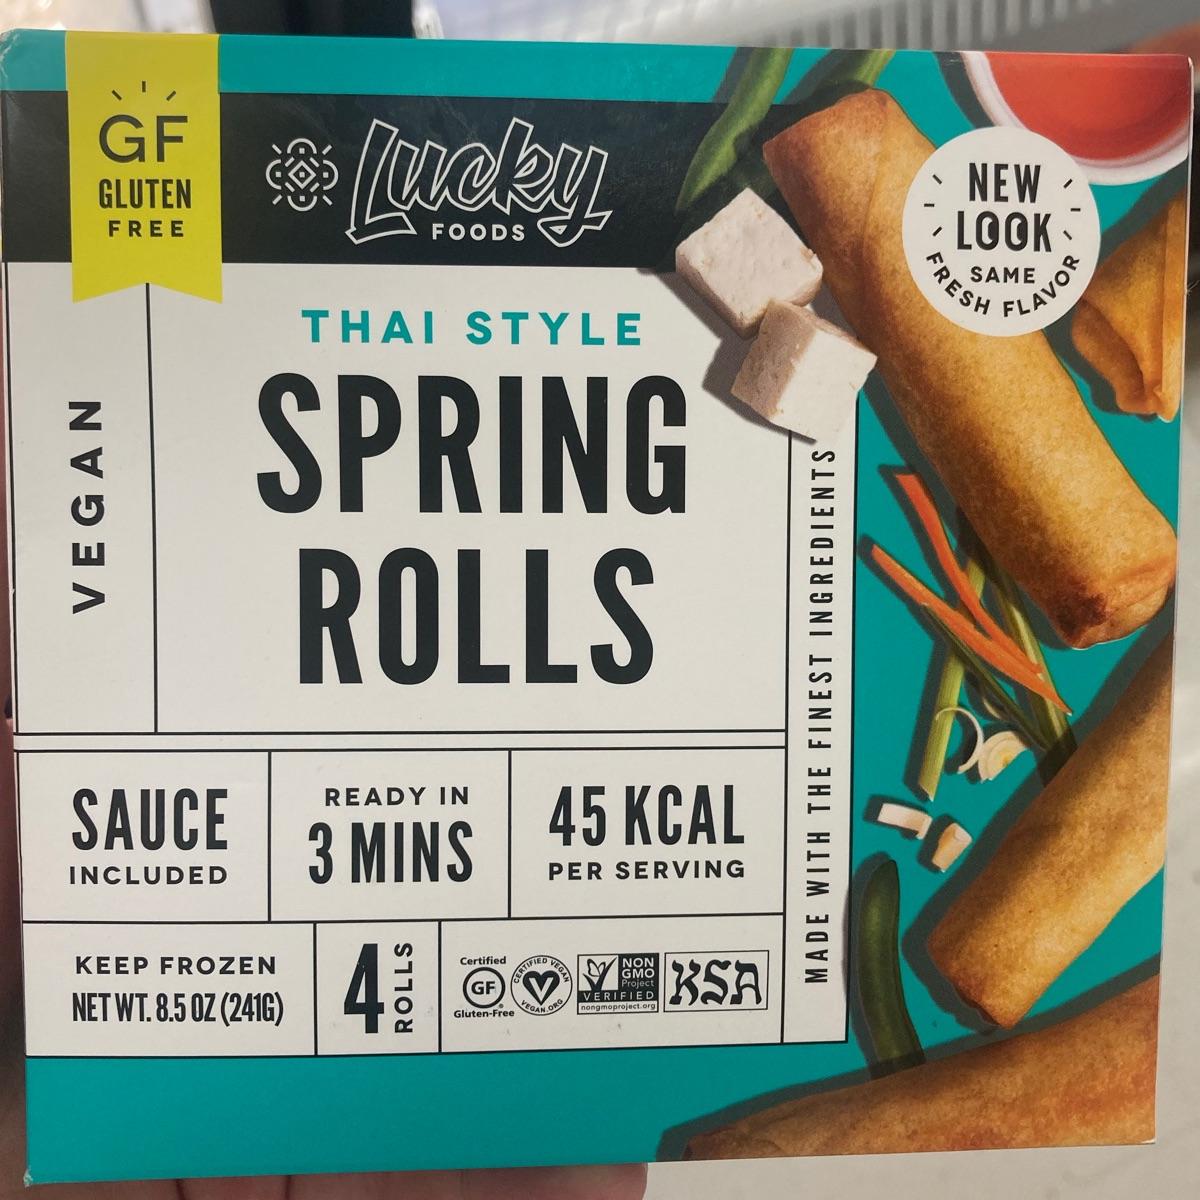 GF
GLUTEN
FREE
Lucky
FOODS
NEW
LOOK
SAME
FRESH FLAVOR
THAI STYLE
SPRING
ROLLS
VEGAN
MADE WITH THE FINEST INGREDIENTS
SAUCE
INCLUDED
READY IN
3 MINS
45 KCAL
PER SERVING
KEEP FROZEN
NET WT. 8.5 OZ (241G)
4
ROLLS
Certified
GF
Gluten-Free
CERTIFIED VEGAN
V
VEGAN.ORG
NON
GMO
Project
VERIFIED
nongmoproject.org
KSA